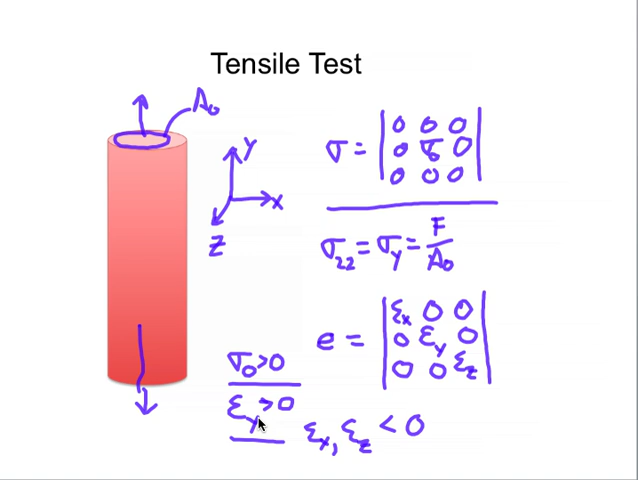 Tensile Test
A₀
y
x
z
σ = | 0 0 0 |
| 0 σ₀ 0 |
| 0 0 0 |
σ₂₂ = σy = F / A₀
e = | εx 0 0 |
| 0 εy 0 |
| 0 0 εz |
σ₀ > 0
εy > 0
εx, εz < 0